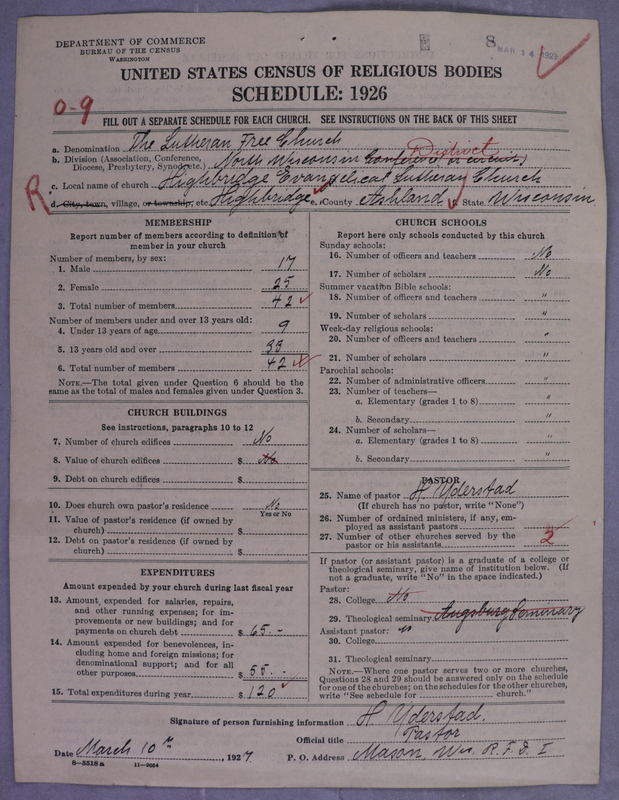 DEPARTMENT OF COMMERCE
BUREAU OF THE CENSUS
WASHINGTON
8 MAR 14 1927
UNITED STATES CENSUS OF RELIGIOUS BODIES
SCHEDULE: 1926
0-9
FILL OUT A SEPARATE SCHEDULE FOR EACH CHURCH. SEE INSTRUCTIONS ON THE BACK OF THIS SHEET
a. Denomination The Lutheran Free Church
b. Division (Association, Conference, Diocese, Presbytery, Synod, etc.) North Wisconsin District
R c. Local name of church Highbridge Evangelical Lutheran Church
d. City, town, village, or township, etc. Highbridge e. County Ashland f. State Wisconsin
MEMBERSHIP
Report number of members according to definition of
member in your church
Number of members, by sex:
1. Male 17
2. Female 25
3. Total number of members 42
Number of members under and over 13 years old:
4. Under 13 years of age 9
5. 13 years old and over 33
6. Total number of members 42
NOTE.—The total given under Question 6 should be
same as the total of males and females given under Question 3.
CHURCH BUILDINGS
See instructions, paragraphs 10 to 12
7. Number of church edifices No
8. Value of church edifices $ No
9. Debt on church edifices $
10. Does church own pastor's residence No
Yes or No
11. Value of pastor's residence (if owned by
church) $
12. Debt on pastor's residence (if owned by
church) $
EXPENDITURES
Amount expended by your church during last fiscal year
13. Amount expended for salaries, repairs,
and other running expenses; for im-
provements or new buildings; and for
payments on church debt $ 65.-
14. Amount expended for benevolences, in-
cluding home and foreign missions; for
denominational support; and for all
other purposes $ 55.-
15. Total expenditures during year $ 120
CHURCH SCHOOLS
Report here only schools conducted by this church
Sunday schools:
16. Number of officers and teachers No
17. Number of scholars No
Summer vacation Bible schools:
18. Number of officers and teachers "
19. Number of scholars "
Week-day religious schools:
20. Number of officers and teachers "
21. Number of scholars "
Parochial schools:
22. Number of administrative officers "
23. Number of teachers—
a. Elementary (grades 1 to 8) "
b. Secondary "
24. Number of scholars—
a. Elementary (grades 1 to 8) "
b. Secondary "
PASTOR
25. Name of pastor H Yderstad
(If church has no pastor, write "None")
26. Number of ordained ministers, if any, em-
ployed as assistant pastors
27. Number of other churches served by the
pastor or his assistants 2
If pastor (or assistant pastor) is a graduate of a college or
theological seminary, give name of institution below. (If
not a graduate, write "No" in the space indicated.)
Pastor:
28. College No
29. Theological seminary Augsburg Seminary
Assistant pastor: "
30. College
31. Theological seminary
NOTE.—Where one pastor serves two or more churches,
Questions 28 and 29 should be answered only on the schedule
for one of the churches; on the schedules for the other churches,
write "See schedule for church."
Signature of person furnishing information H Yderstad.
Official title Pastor
Date March 10th, 1927 P. O. Address Mason, Wis. R.F.D. I
8—5518a 11—9064